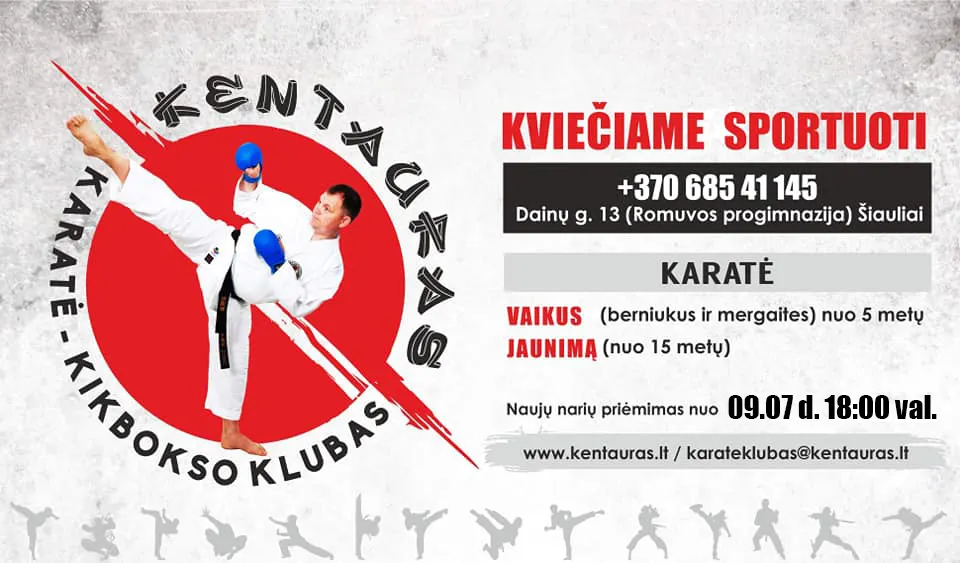 KENTAURAS
KARATĖ - KIKBOKSO KLUBAS
KVIEČIAME SPORTUOTI
+370 685 41 145
Dainų g. 13 (Romuvos progimnazija) Šiauliai
KARATĖ
VAIKUS (berniukus ir mergaites) nuo 5 metų
JAUNIMĄ (nuo 15 metų)
Naujų narių priėmimas nuo 09.07 d. 18:00 val.
www.kentauras.lt / karateklubas@kentauras.lt